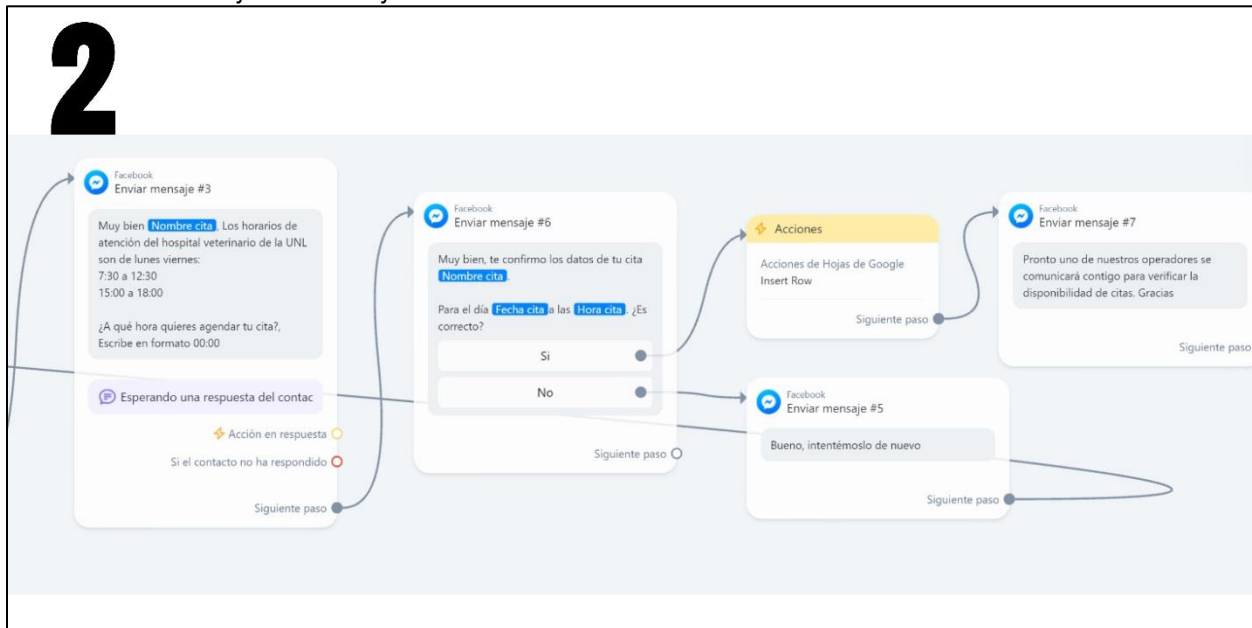 2
Facebook
Enviar mensaje #3
Muy bien Nombre cita. Los horarios de
atención del hospital veterinario de la UNL
son de lunes viernes:
7:30 a 12:30
15:00 a 18:00
¿A qué hora quieres agendar tu cita?,
Escribe en formato 00:00
Esperando una respuesta del contac
Acción en respuesta
Si el contacto no ha respondido
Siguiente paso
Facebook
Enviar mensaje #6
Muy bien, te confirmo los datos de tu cita
Nombre cita.
Para el día Fecha cita a las Hora cita. ¿Es
correcto?
Si
No
Siguiente paso
Acciones
Acciones de Hojas de Google
Insert Row
Siguiente paso
Facebook
Enviar mensaje #5
Bueno, intentémoslo de nuevo
Siguiente paso
Facebook
Enviar mensaje #7
Pronto uno de nuestros operadores se
comunicará contigo para verificar la
disponibilidad de citas. Gracias
Siguiente paso